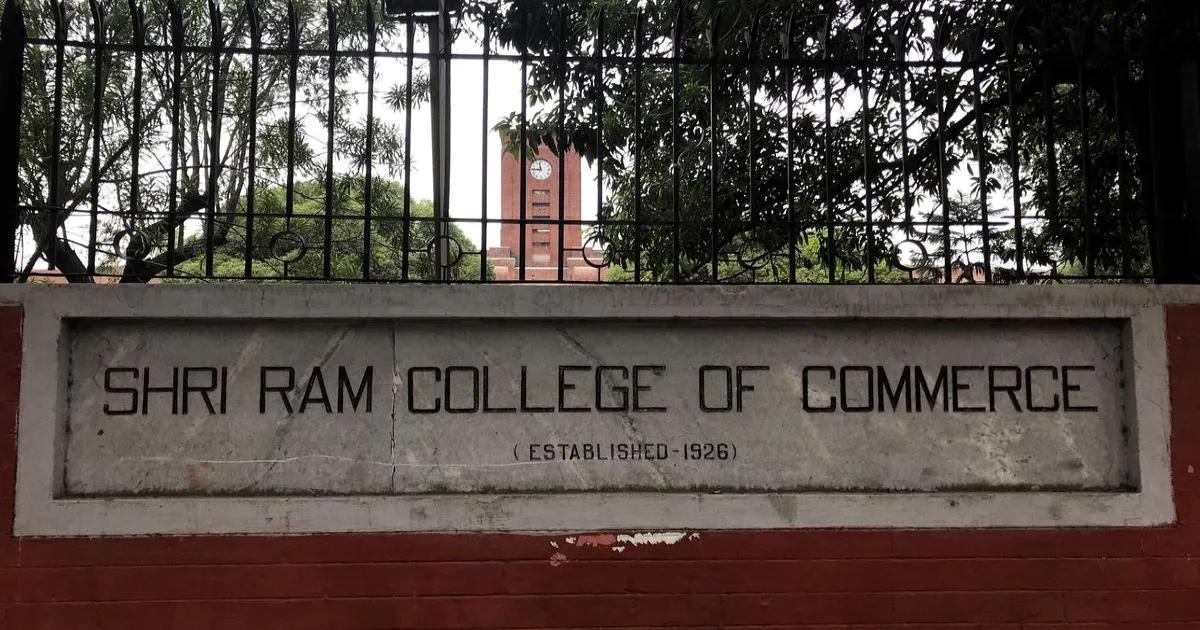 SHRI RAM COLLEGE OF COMMERCE
(ESTABLISHED-1926)